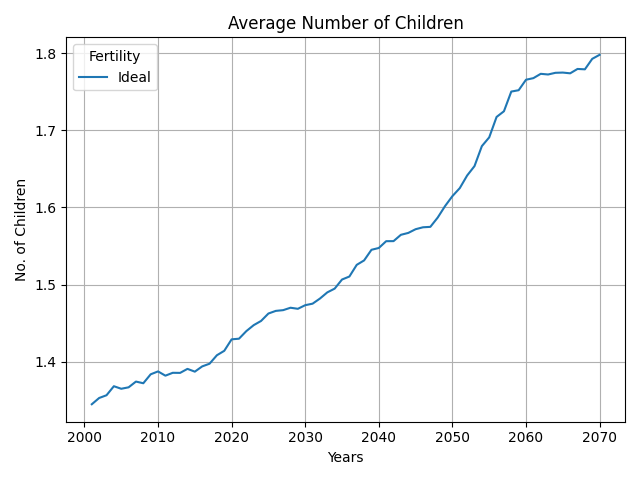 Average Number of Children
Fertility
Ideal
1.8
1.7
1.6
1.5
1.4
No. of Children
2000 2010 2020 2030 2040 2050 2060 2070
Years